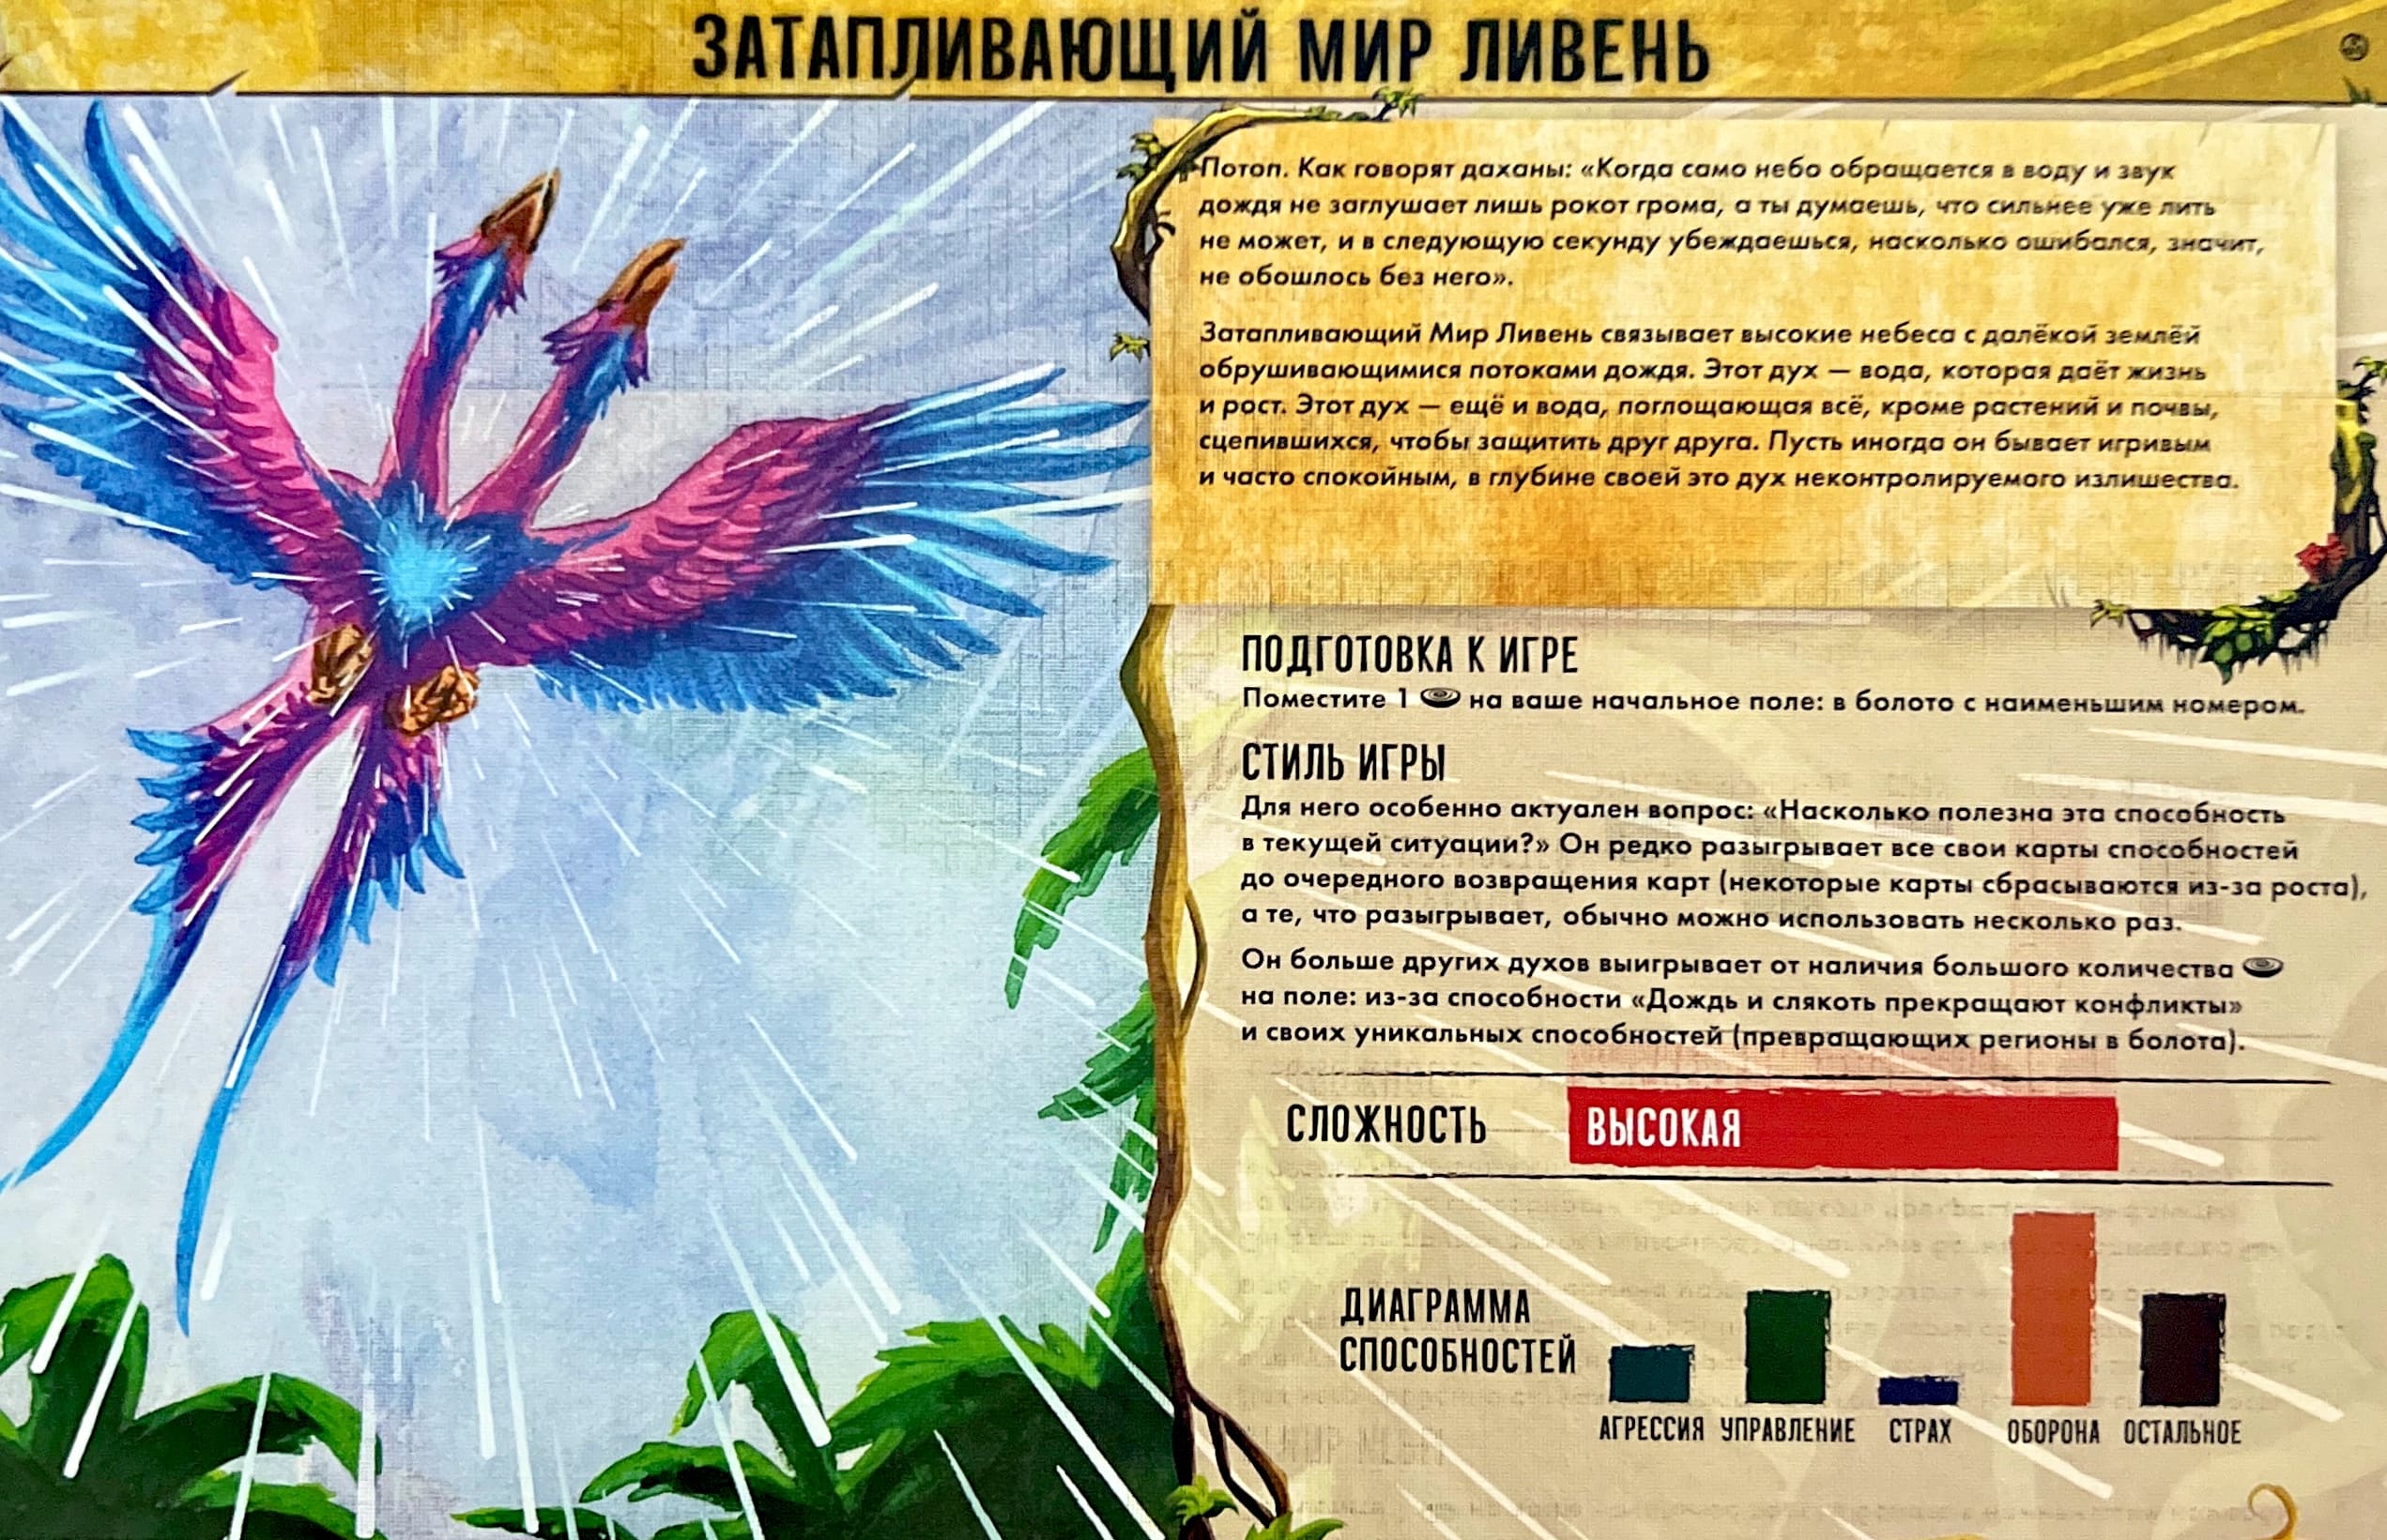 ЗАТАПЛИВАЮЩИЙ МИР ЛИВЕНЬ
Потоп. Как говорят даханы: «Когда само небо обращается в воду и звук
дождя не заглушает лишь рокот грома, а ты думаешь, что сильнее уже лить
не может, и в следующую секунду убеждаешься, насколько ошибался, значит,
не обошлось без него».
Затапливающий Мир Ливень связывает высокие небеса с далёкой землёй
обрушивающимися потоками дождя. Этот дух — вода, которая даёт жизнь
и рост. Этот дух — ещё и вода, поглощающая всё, кроме растений и почвы,
сцепившихся, чтобы защитить друг друга. Пусть иногда он бывает игривым
и часто спокойным, в глубине своей это дух неконтролируемого излишества.
ПОДГОТОВКА К ИГРЕ
Поместите 1 на ваше начальное поле: в болото с наименьшим номером.
СТИЛЬ ИГРЫ
Для него особенно актуален вопрос: «Насколько полезна эта способность
в текущей ситуации?» Он редко разыгрывает все свои карты способностей
до очередного возвращения карт (некоторые карты сбрасываются из-за роста),
а те, что разыгрывает, обычно можно использовать несколько раз.
Он больше других духов выигрывает от наличия большого количества
на поле: из-за способности «Дождь и слякоть прекращают конфликты»
и своих уникальных способностей (превращающих регионы в болота).
СЛОЖНОСТЬ ВЫСОКАЯ
ДИАГРАММА
СПОСОБНОСТЕЙ
АГРЕССИЯ УПРАВЛЕНИЕ СТРАХ ОБОРОНА ОСТАЛЬНОЕ